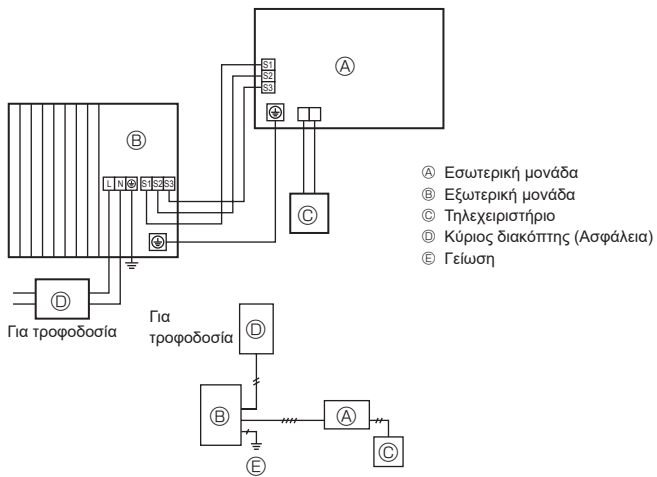 S1
S2
S3
Ⓐ
Ⓑ
L N S1 S2 S3
Ⓒ
Ⓓ
Για τροφοδοσία
Ⓐ Εσωτερική μονάδα
Ⓑ Εξωτερική μονάδα
Ⓒ Τηλεχειριστήριο
Ⓓ Κύριος διακόπτης (Ασφάλεια)
Ⓔ Γείωση
Για
τροφοδοσία
Ⓓ
Ⓑ
Ⓐ
Ⓒ
Ⓔ